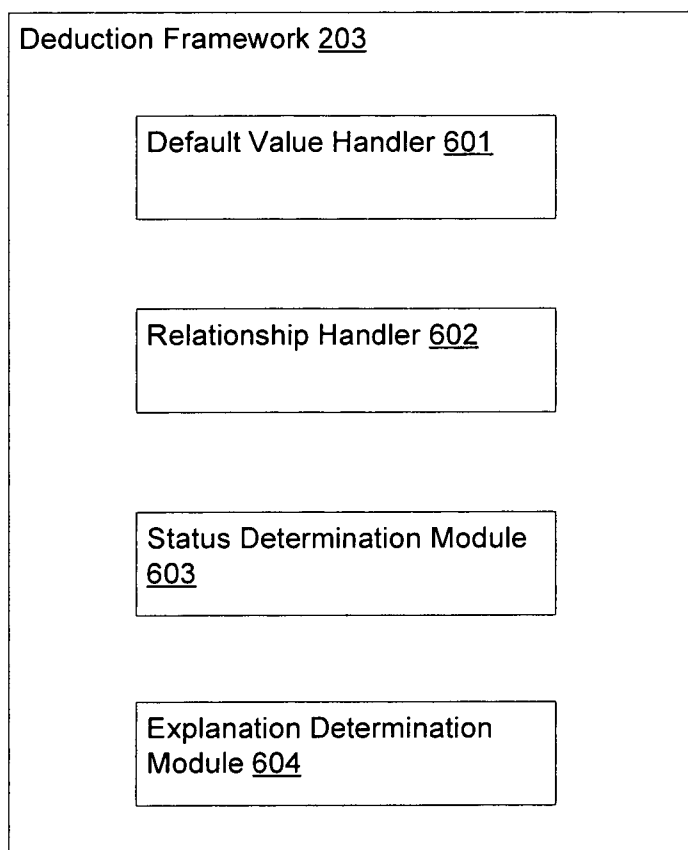 Deduction Framework 203
Default Value Handler 601
Relationship Handler 602
Status Determination Module
603
Explanation Determination
Module 604